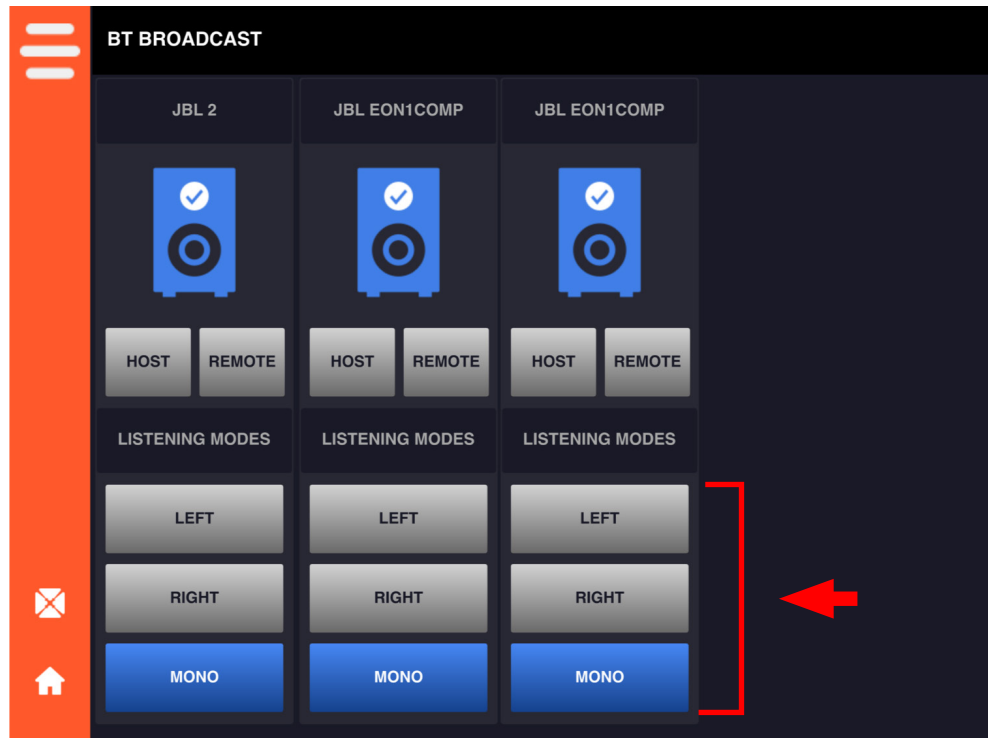 BT BROADCAST
JBL 2 JBL EON1COMP JBL EON1COMP
HOST REMOTE HOST REMOTE HOST REMOTE
LISTENING MODES LISTENING MODES LISTENING MODES
LEFT LEFT LEFT
RIGHT RIGHT RIGHT
MONO MONO MONO